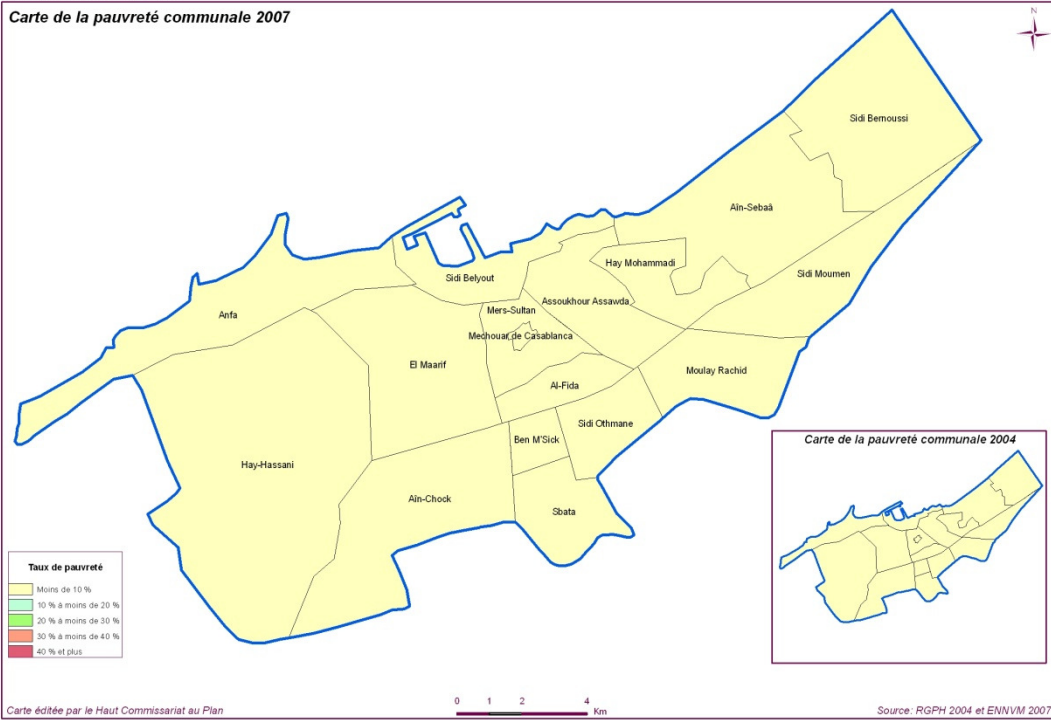 Carte de la pauvreté communale 2007
N
Sidi Bernoussi
Aïn-Sebaâ
Hay Mohammadi
Sidi Moumen
Sidi Belyout
Assoukhour Assawda
Mers-Sultan
Anfa
Mechouar de Casablanca
El Maarif
Moulay Rachid
Al-Fida
Sidi Othmane
Ben M'Sick
Hay-Hassani
Aïn-Chock
Sbata
Carte de la pauvreté communale 2004
Taux de pauvreté
Moins de 10 %
10 % à moins de 20 %
20 % à moins de 30 %
30 % à moins de 40 %
40 % et plus
0 1 2 4
Km
Carte éditée par le Haut Commissariat au Plan
Source: RGPH 2004 et ENNVM 2007